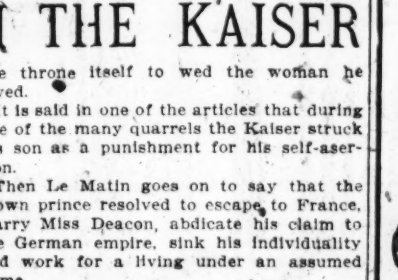 THE KAISER
e throne itself to wed the woman he
ved.
t is said in one of the articles that during
e of the many quarrels the Kaiser struck
s son as a punishment for his self-aser-
on.
Then Le Matin goes on to say that the
own prince resolved to escape to France,
arry Miss Deacon, abdicate his claim to
e German empire, sink his individuality
d work for a living under an assumed